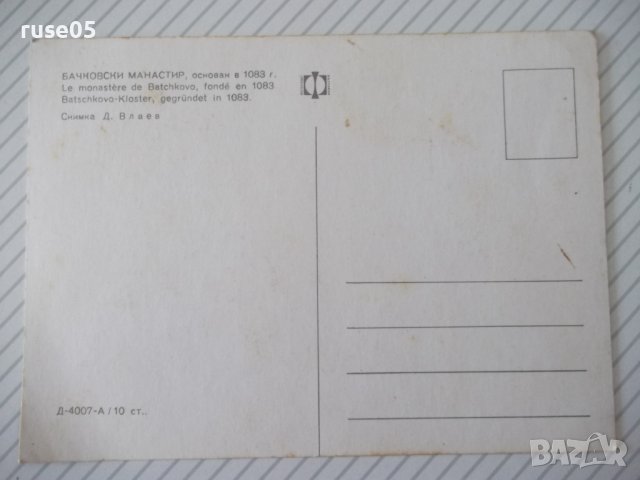 ruse05
БАЧКОВСКИ МАНАСТИР, основан в 1083 г.
Le monastère de Batchkovo, fondé en 1083
Batschkovo-Kloster, gegründet in 1083.
Снимка Д. Влаев
Д-4007-А/10 ст..
BAZAR